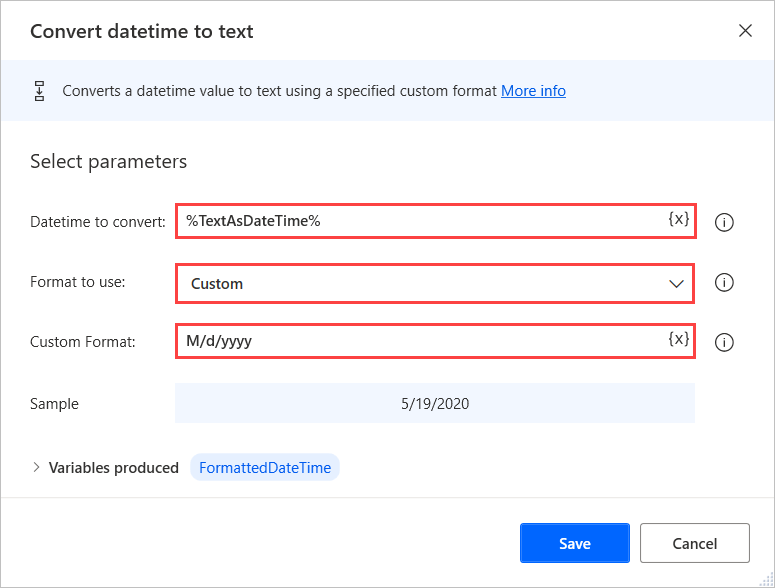 Convert datetime to text
Converts a datetime value to text using a specified custom format More info
Select parameters
Datetime to convert: %TextAsDateTime% {x}
Format to use: Custom
Custom Format: M/d/yyyy {x}
Sample 5/19/2020
Variables produced FormattedDateTime
Save Cancel